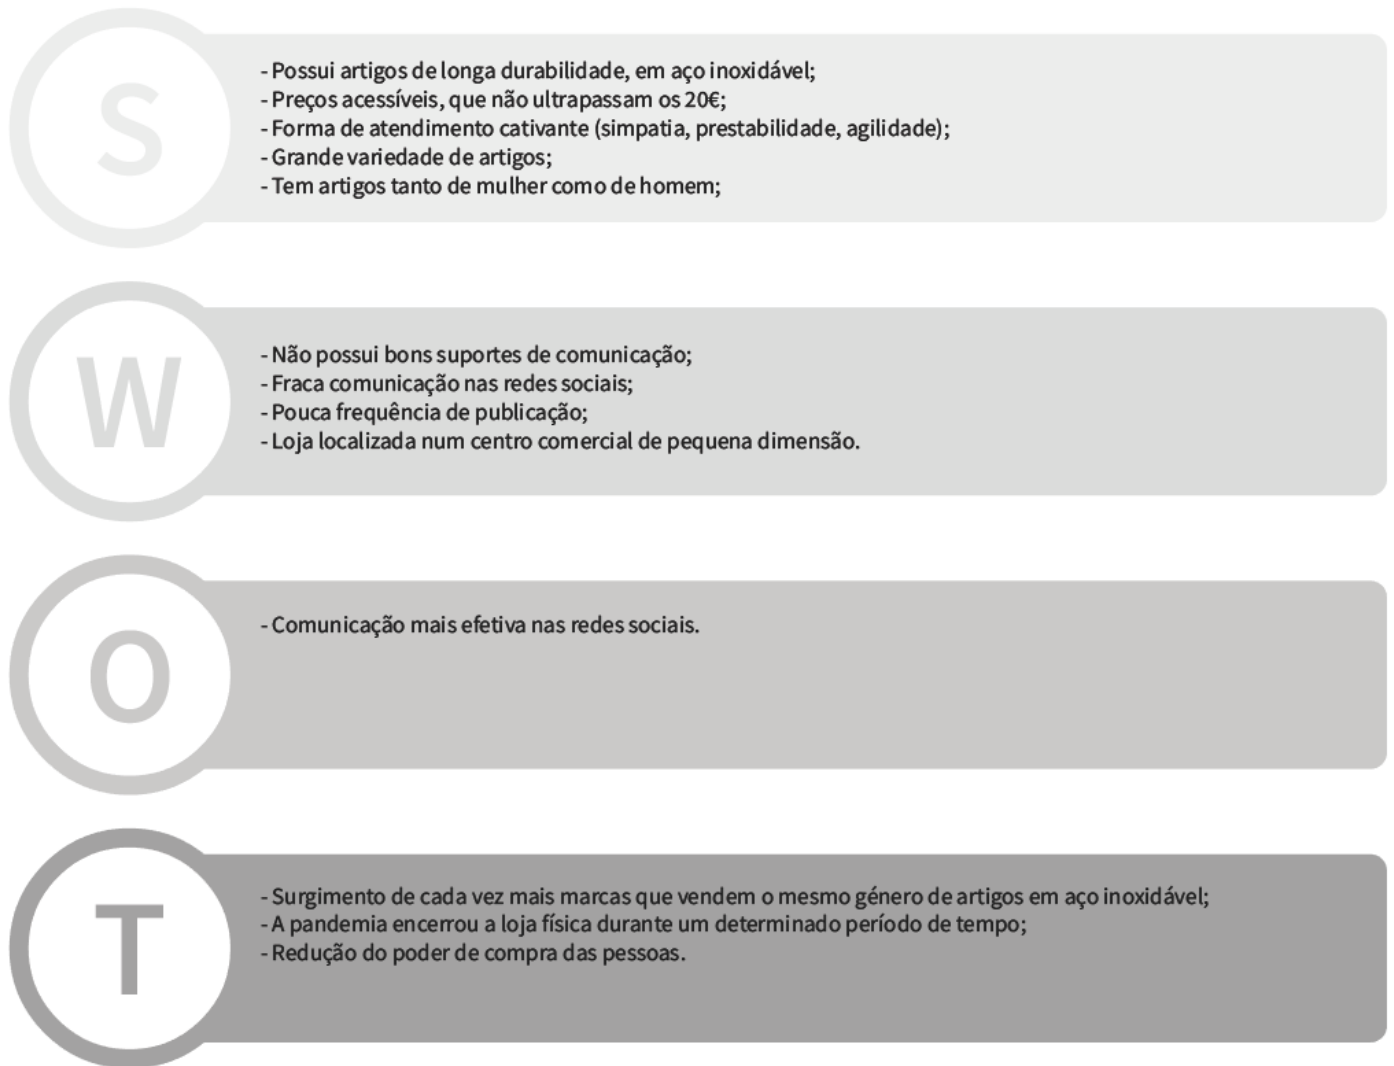 S
- Possui artigos de longa durabilidade, em aço inoxidável;
- Preços acessíveis, que não ultrapassam os 20€;
- Forma de atendimento cativante (simpatia, prestabilidade, agilidade);
- Grande variedade de artigos;
- Tem artigos tanto de mulher como de homem;
W
- Não possui bons suportes de comunicação;
- Fraca comunicação nas redes sociais;
- Pouca frequência de publicação;
- Loja localizada num centro comercial de pequena dimensão.
O
- Comunicação mais efetiva nas redes sociais.
T
- Surgimento de cada vez mais marcas que vendem o mesmo género de artigos em aço inoxidável;
- A pandemia encerrou a loja física durante um determinado período de tempo;
- Redução do poder de compra das pessoas.